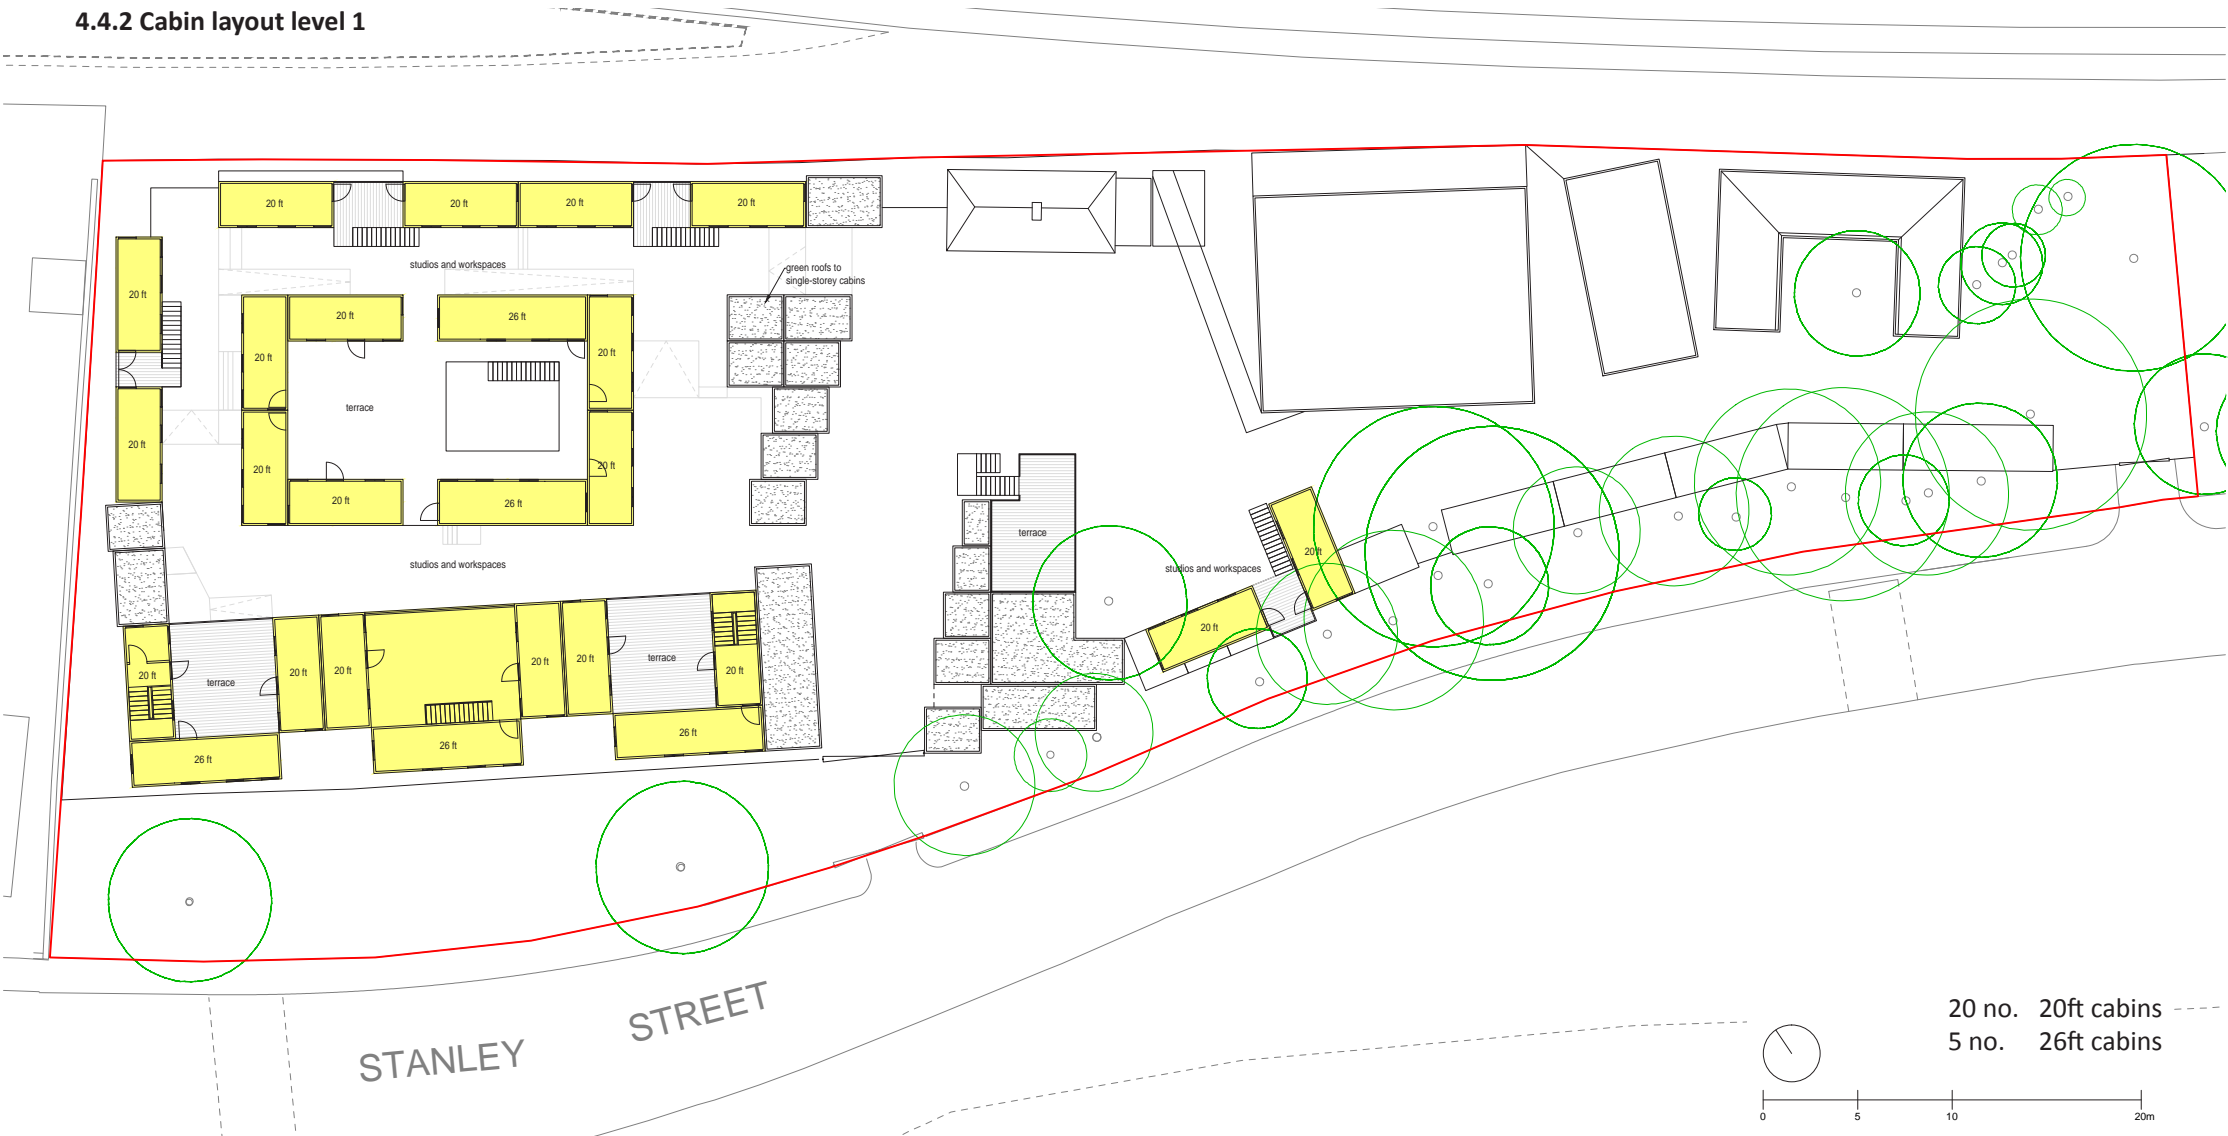 4.4.2 Cabin layout level 1
20 ft
20 ft
20 ft
20 ft
studios and workspaces
green roofs to
single-storey cabins
20 ft
20 ft
26 ft
20 ft
20 ft
terrace
20 ft
20 ft
20 ft
20 ft
26 ft
terrace
20 ft
studios and workspaces
studios and workspaces
20 ft
20 ft
20 ft
20 ft
20 ft
20 ft
terrace
20 ft
terrace
20 ft
26 ft
26 ft
26 ft
STANLEY STREET
20 no. 20ft cabins
5 no. 26ft cabins
0 5 10 20m